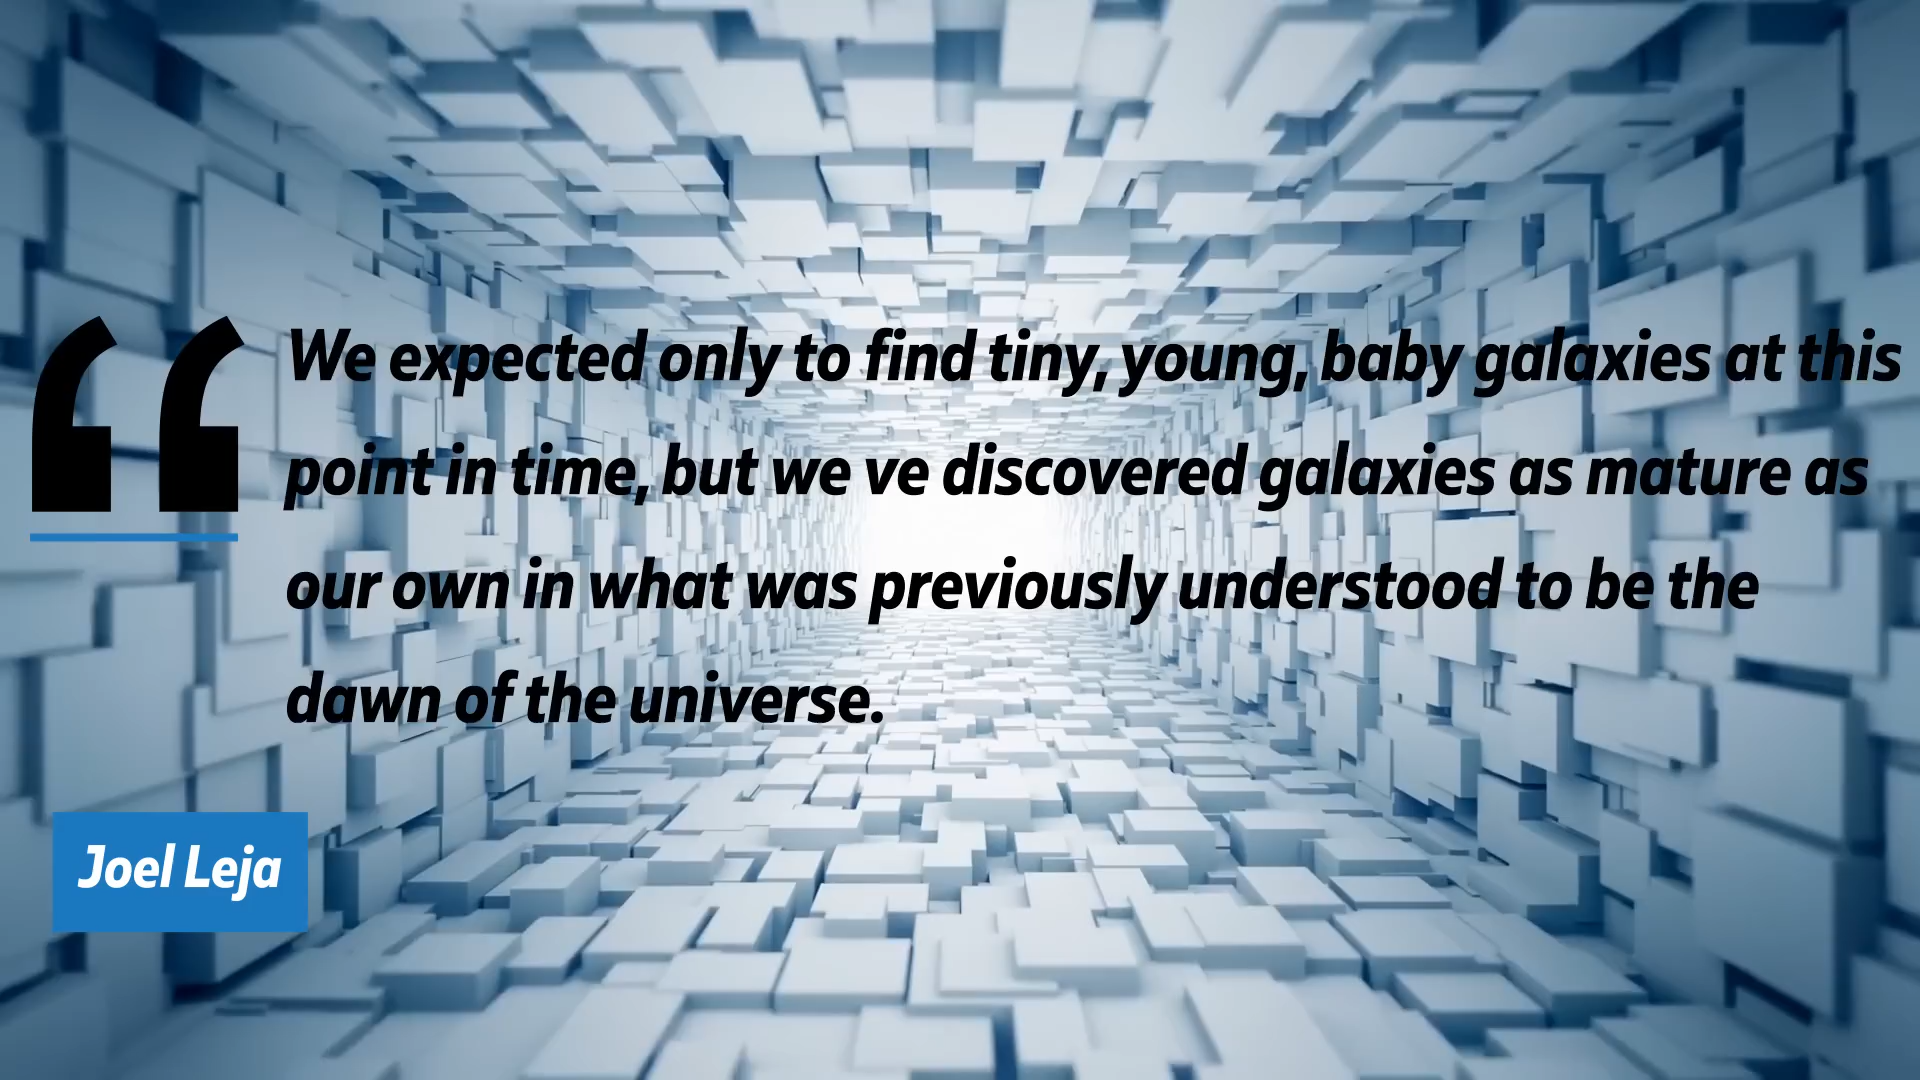 We expected only to find tiny, young, baby galaxies at this
point in time, but we ve discovered galaxies as mature as
our own in what was previously understood to be the
dawn of the universe.
Joel Leja